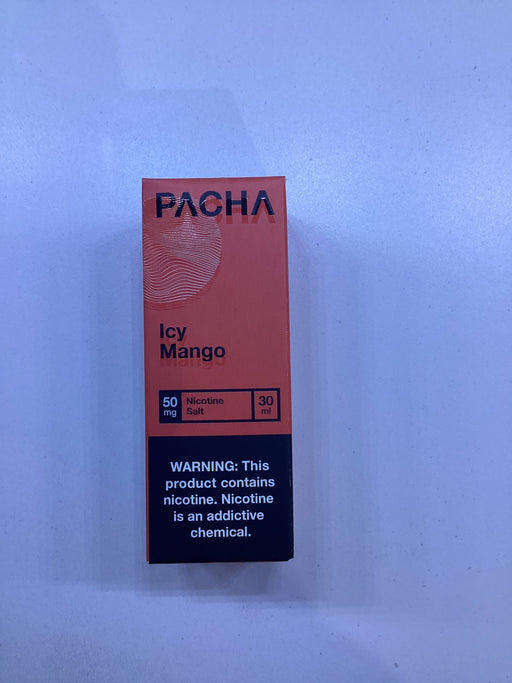 PACHA
Icy
Mango
50 mg
Nicotine
Salt
30 ml
WARNING: This
product contains
nicotine. Nicotine
is an addictive
chemical.